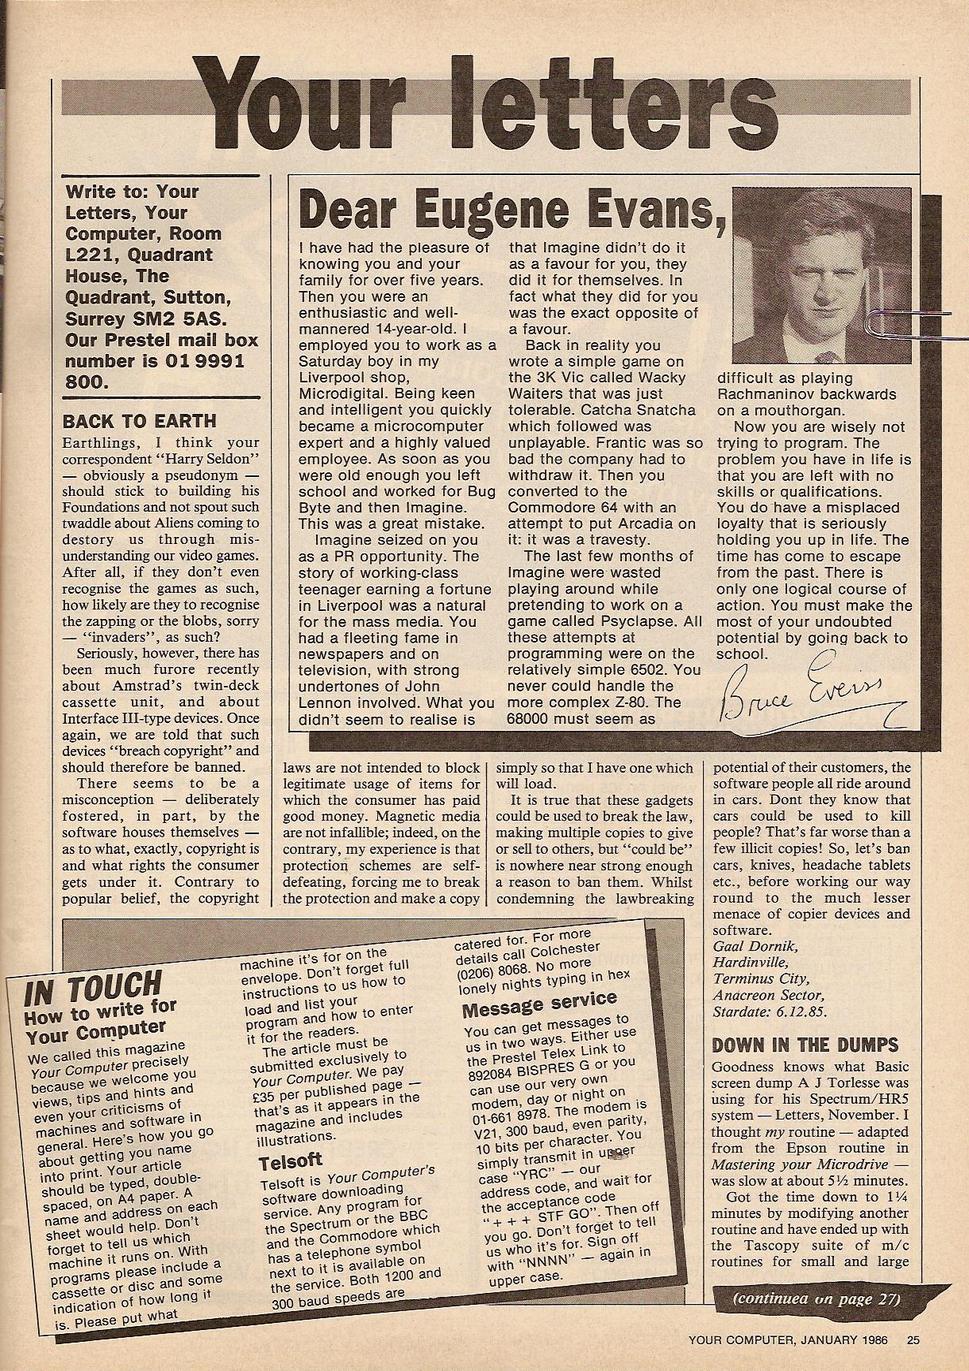 Your letters
Write to: Your
Letters, Your
Computer, Room
L221, Quadrant
House, The
Quadrant, Sutton,
Surrey SM2 5AS.
Our Prestel mail box
number is 01 9991
800.
BACK TO EARTH
Earthlings, I think your
correspondent “Harry Seldon”
— obviously a pseudonym —
should stick to building his
Foundations and not spout such
twaddle about Aliens coming to
destory us through mis-
understanding our video games.
After all, if they don’t even
recognise the games as such,
how likely are they to recognise
the zapping or the blobs, sorry
— “invaders”, as such?
Seriously, however, there has
been much furore recently
about Amstrad’s twin-deck
cassette unit, and about
Interface III-type devices. Once
again, we are told that such
devices “breach copyright” and
should therefore be banned.
There seems to be a
misconception — deliberately
fostered, in part, by the
software houses themselves —
as to what, exactly, copyright is
and what rights the consumer
gets under it. Contrary to
popular belief, the copyright
Dear Eugene Evans,
I have had the pleasure of
knowing you and your
family for over five years.
Then you were an
enthusiastic and well-
mannered 14-year-old. I
employed you to work as a
Saturday boy in my
Liverpool shop,
Microdigital. Being keen
and intelligent you quickly
became a microcomputer
expert and a highly valued
employee. As soon as you
were old enough you left
school and worked for Bug
Byte and then Imagine.
This was a great mistake.
Imagine seized on you
as a PR opportunity. The
story of working-class
teenager earning a fortune
in Liverpool was a natural
for the mass media. You
had a fleeting fame in
newspapers and on
television, with strong
undertones of John
Lennon involved. What you
didn’t seem to realise is
that Imagine didn’t do it
as a favour for you, they
did it for themselves. In
fact what they did for you
was the exact opposite of
a favour.
Back in reality you
wrote a simple game on
the 3K Vic called Wacky
Waiters that was just
tolerable. Catcha Snatcha
which followed was
unplayable. Frantic was so
bad the company had to
withdraw it. Then you
converted to the
Commodore 64 with an
attempt to put Arcadia on
it: it was a travesty.
The last few months of
Imagine were wasted
playing around while
pretending to work on a
game called Psyclapse. All
these attempts at
programming were on the
relatively simple 6502. You
never could handle the
more complex Z-80. The
68000 must seem as
difficult as playing
Rachmaninov backwards
on a mouthorgan.
Now you are wisely not
trying to program. The
problem you have in life is
that you are left with no
skills or qualifications.
You do have a misplaced
loyalty that is seriously
holding you up in life. The
time has come to escape
from the past. There is
only one logical course of
action. You must make the
most of your undoubted
potential by going back to
school.
Bruce Everiss
laws are not intended to block
legitimate usage of items for
which the consumer has paid
good money. Magnetic media
are not infallible; indeed, on the
contrary, my experience is that
protection schemes are self-
defeating, forcing me to break
the protection and make a copy
simply so that I have one which
will load.
It is true that these gadgets
could be used to break the law,
making multiple copies to give
or sell to others, but “could be”
is nowhere near strong enough
a reason to ban them. Whilst
condemning the lawbreaking
potential of their customers, the
software people all ride around
in cars. Dont they know that
cars could be used to kill
people? That’s far worse than a
few illicit copies! So, let’s ban
cars, knives, headache tablets
etc., before working our way
round to the much lesser
menace of copier devices and
software.
Gaal Dornik,
Hardinville,
Terminus City,
Anacreon Sector,
Stardate: 6.12.85.
DOWN IN THE DUMPS
Goodness knows what Basic
screen dump A J Torlesse was
using for his Spectrum/HR5
system — Letters, November. I
thought my routine — adapted
from the Epson routine in
Mastering your Microdrive —
was slow at about 5½ minutes.
Got the time down to 1¼
minutes by modifying another
routine and have ended up with
the Tascopy suite of m/c
routines for small and large
(continued on page 27)
IN TOUCH
How to write for
Your Computer
We called this magazine
Your Computer precisely
because we welcome you
views, tips and hints and
even your criticisms of
machines and software in
general. Here’s how you go
about getting you name
into print. Your article
should be typed, double-
spaced, on A4 paper. A
name and address on each
sheet would help. Don’t
forget to tell us which
machine it runs on. With
programs please include a
cassette or disc and some
indication of how long it
is. Please put what
machine it’s for on the
envelope. Don’t forget full
instructions to us how to
load and list your
program and how to enter
it for the readers.
The article must be
submitted exclusively to
Your Computer. We pay
£35 per published page —
that’s as it appears in the
magazine and includes
illustrations.
Telsoft
Telsoft is Your Computer’s
software downloading
service. Any program for
the Spectrum or the BBC
and the Commodore which
has a telephone symbol
next to it is available on
the service. Both 1200 and
300 baud speeds are
catered for. For more
details call Colchester
(0206) 8068. No more
lonely nights typing in hex
Message service
You can get messages to
us in two ways. Either use
the Prestel Telex Link to
892084 BISPRES G or you
can use our very own
modem, day or night on
01-661 8978. The modem is
V21, 300 baud, even parity,
10 bits per character. You
simply transmit in upper
case “YRC” — our
address code, and wait for
the acceptance code
“+ + + STF GO”. Then off
you go. Don’t forget to tell
us who it’s for. Sign off
with “NNNN” — again in
upper case.
YOUR COMPUTER, JANUARY 1986 25